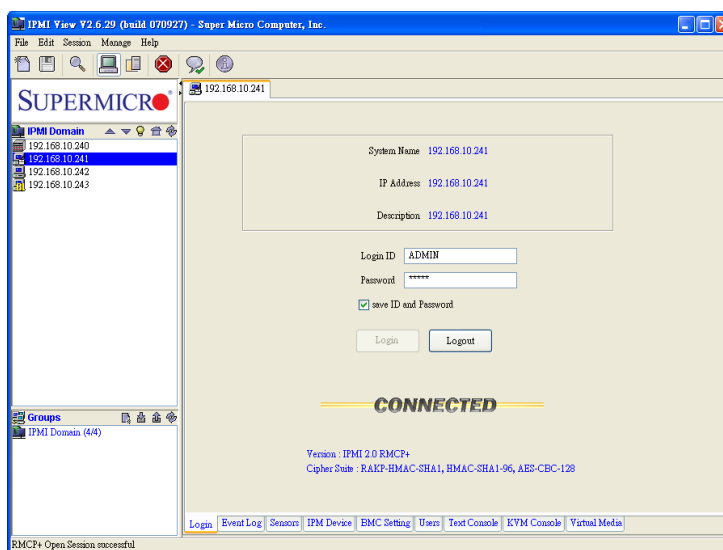 IPMI View V2.6.29 (build 070927) - Super Micro Computer, Inc.
File Edit Session Manage Help
SUPERMICRO
192.168.10.241
IPMI Domain
192.168.10.240
192.168.10.241
192.168.10.242
192.168.10.243
System Name 192.168.10.241
IP Address 192.168.10.241
Description 192.168.10.241
Login ID ADMIN
Password *****
save ID and Password
Login Logout
CONNECTED
Groups
IPMI Domain (4/4)
Version : IPMI 2.0 RMCP+
Cipher Suite : RAKP-HMAC-SHA1, HMAC-SHA1-96, AES-CBC-128
Login Event Log Sensors IPM Device BMC Setting Users Text Console KVM Console Virtual Media
RMCP+ Open Session successful